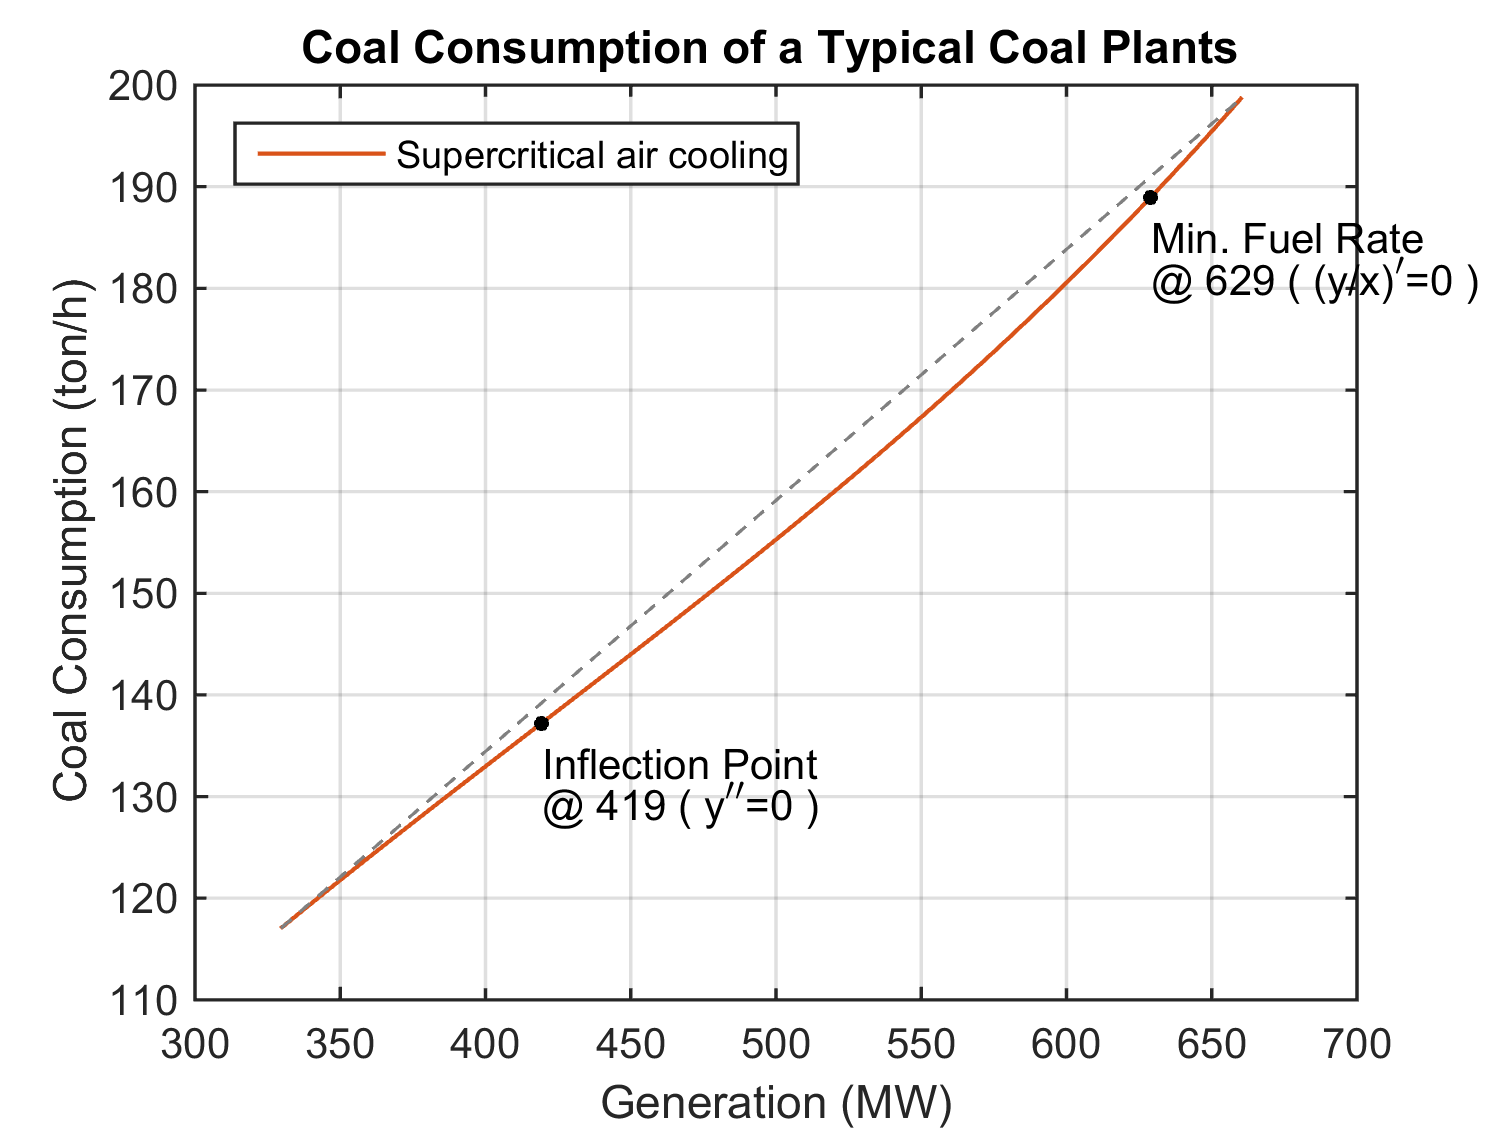 Coal Consumption of a Typical Coal Plants
Supercritical air cooling
Coal Consumption (ton/h)
200
190
180
170
160
150
140
130
120
110
Min. Fuel Rate
@ 629 ( (y/x)′=0 )
Inflection Point
@ 419 ( y′′=0 )
300 350 400 450 500 550 600 650 700
Generation (MW)